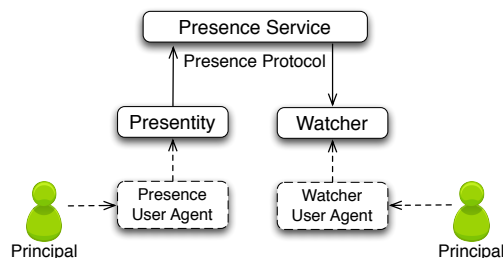 Presence Service
Presence Protocol
Presentity
Watcher
Presence
User Agent
Watcher
User Agent
Principal
Principal